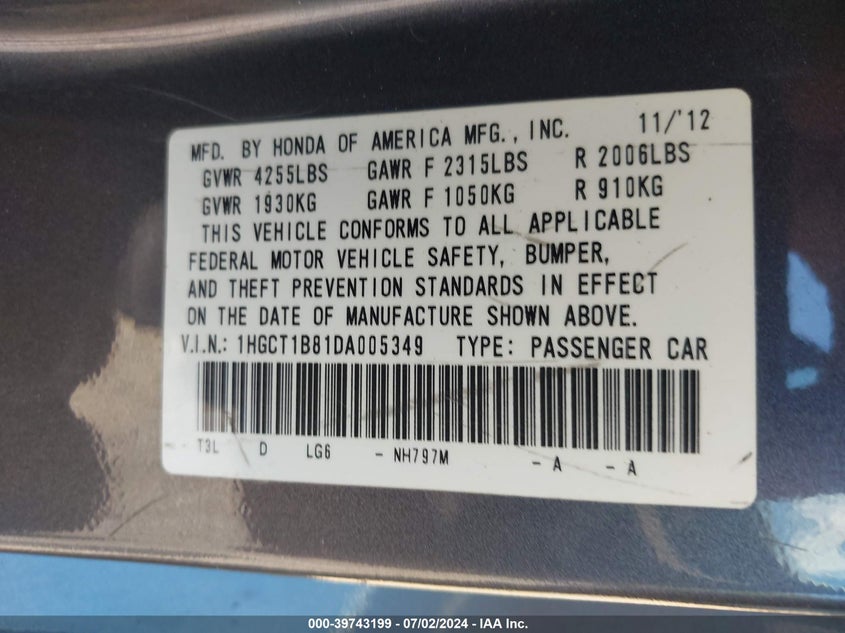 MFD. BY HONDA OF AMERICA MFG., INC. 11/'12
GVWR 4255LBS GAWR F 2315LBS R 2006LBS
GVWR 1930KG GAWR F 1050KG R 910KG
THIS VEHICLE CONFORMS TO ALL APPLICABLE
FEDERAL MOTOR VEHICLE SAFETY, BUMPER,
AND THEFT PREVENTION STANDARDS IN EFFECT
ON THE DATE OF MANUFACTURE SHOWN ABOVE.
V.I.N.: 1HGCT1B81DA005349 TYPE: PASSENGER CAR
T3L D LG6 - NH797M - A - A
000-39743199 - 07/02/2024 - IAA Inc.